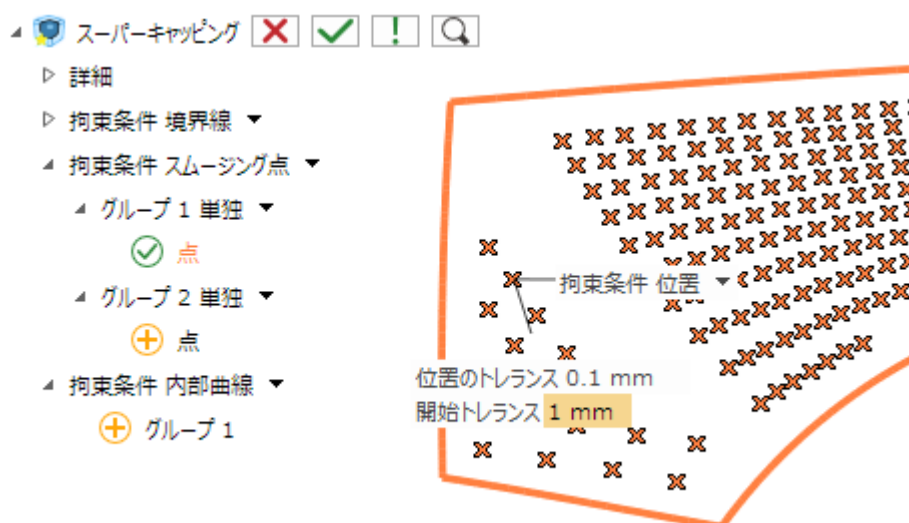 スーパーキャッピング
詳細
拘束条件 境界線
拘束条件 スムージング点
グループ 1 単独
点
グループ 2 単独
点
拘束条件 内部曲線
グループ 1
拘束条件 位置
位置のトレランス 0.1 mm
開始トレランス 1 mm